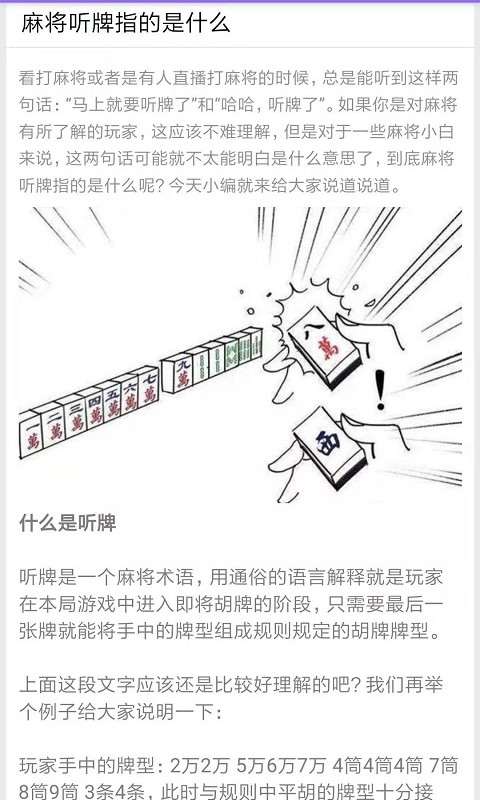 麻将听牌指的是什么
看打麻将或者是有人直播打麻将的时候，总是能听到这样两
句话：“马上就要听牌了”和“哈哈，听牌了”。如果你是对麻将
有所了解的玩家，这应该不难理解，但是对于一些麻将小白
来说，这两句话可能就不太能明白是什么意思了，到底麻将
听牌指的是什么呢？今天小编就来给大家说道说道。
一萬 二萬 三萬 四萬 五萬 六萬 七萬 九萬
八萬
！
西
什么是听牌
听牌是一个麻将术语，用通俗的语言解释就是玩家
在本局游戏中进入即将胡牌的阶段，只需要最后一
张牌就能将手中的牌型组成规则规定的胡牌牌型。
上面这段文字应该还是比较好理解的吧？我们再举
个例子给大家说明一下：
玩家手中的牌型：2万2万 5万6万7万 4筒4筒4筒 7筒
8筒9筒 3条4条，此时与规则中平胡的牌型十分接